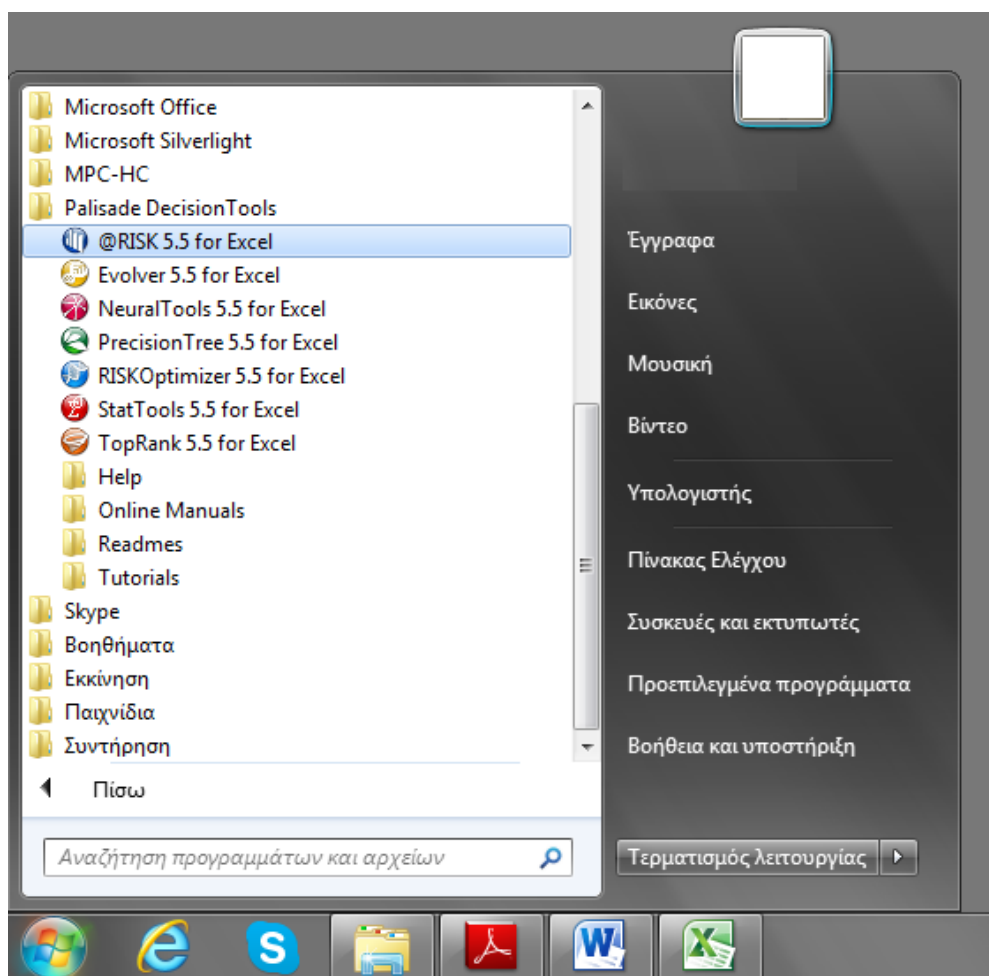 Microsoft Office
Microsoft Silverlight
MPC-HC
Palisade DecisionTools
@RISK 5.5 for Excel
Evolver 5.5 for Excel
NeuralTools 5.5 for Excel
PrecisionTree 5.5 for Excel
RISKOptimizer 5.5 for Excel
StatTools 5.5 for Excel
TopRank 5.5 for Excel
Help
Online Manuals
Readmes
Tutorials
Skype
Βοηθήματα
Εκκίνηση
Παιχνίδια
Συντήρηση
Πίσω
Αναζήτηση προγραμμάτων και αρχείων
Έγγραφα
Εικόνες
Μουσική
Βίντεο
Υπολογιστής
Πίνακας Ελέγχου
Συσκευές και εκτυπωτές
Προεπιλεγμένα προγράμματα
Βοήθεια και υποστήριξη
Τερματισμός λειτουργίας